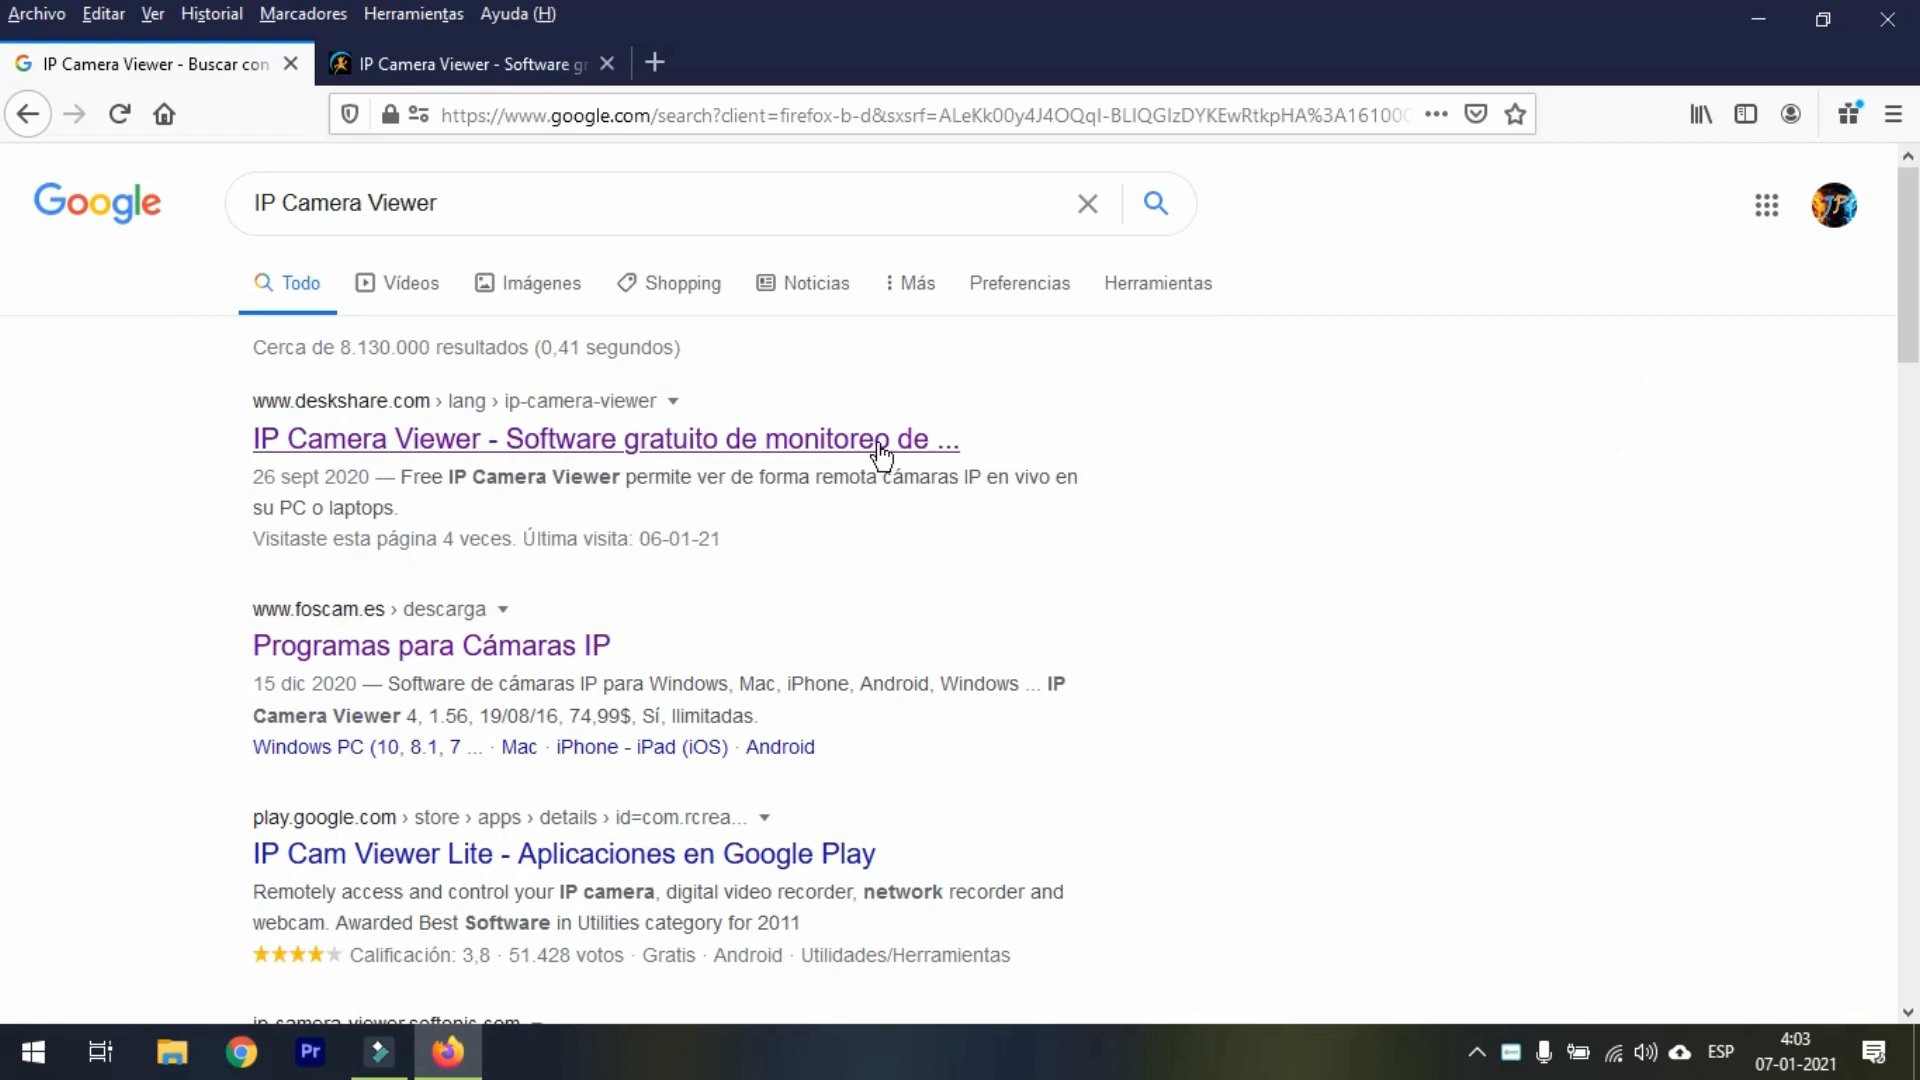 Archivo Editar Ver Historial Marcadores Herramientas Ayuda (H)
IP Camera Viewer - Buscar con
IP Camera Viewer - Software gr
https://www.google.com/search?client=firefox-b-d&sxsrf=ALeKk00y4J4OQqI-BLIQGIzDYKEwRtkpHA%3A161000
Google
IP Camera Viewer
Todo Vídeos Imágenes Shopping Noticias Más Preferencias Herramientas
Cerca de 8.130.000 resultados (0,41 segundos)
www.deskshare.com › lang › ip-camera-viewer
IP Camera Viewer - Software gratuito de monitoreo de ...
26 sept 2020 — Free IP Camera Viewer permite ver de forma remota cámaras IP en vivo en
su PC o laptops.
Visitaste esta página 4 veces. Última visita: 06-01-21
www.foscam.es › descarga
Programas para Cámaras IP
15 dic 2020 — Software de cámaras IP para Windows, Mac, iPhone, Android, Windows ... IP
Camera Viewer 4, 1.56, 19/08/16, 74,99$, Sí, Ilimitadas.
Windows PC (10, 8.1, 7 ... · Mac · iPhone - iPad (iOS) · Android
play.google.com › store › apps › details › id=com.rcrea...
IP Cam Viewer Lite - Aplicaciones en Google Play
Remotely access and control your IP camera, digital video recorder, network recorder and
webcam. Awarded Best Software in Utilities category for 2011
Calificación: 3,8 · 51.428 votos · Gratis · Android · Utilidades/Herramientas
ip-camera-viewer.softonic.com
Pr
ESP
4:03
07-01-2021